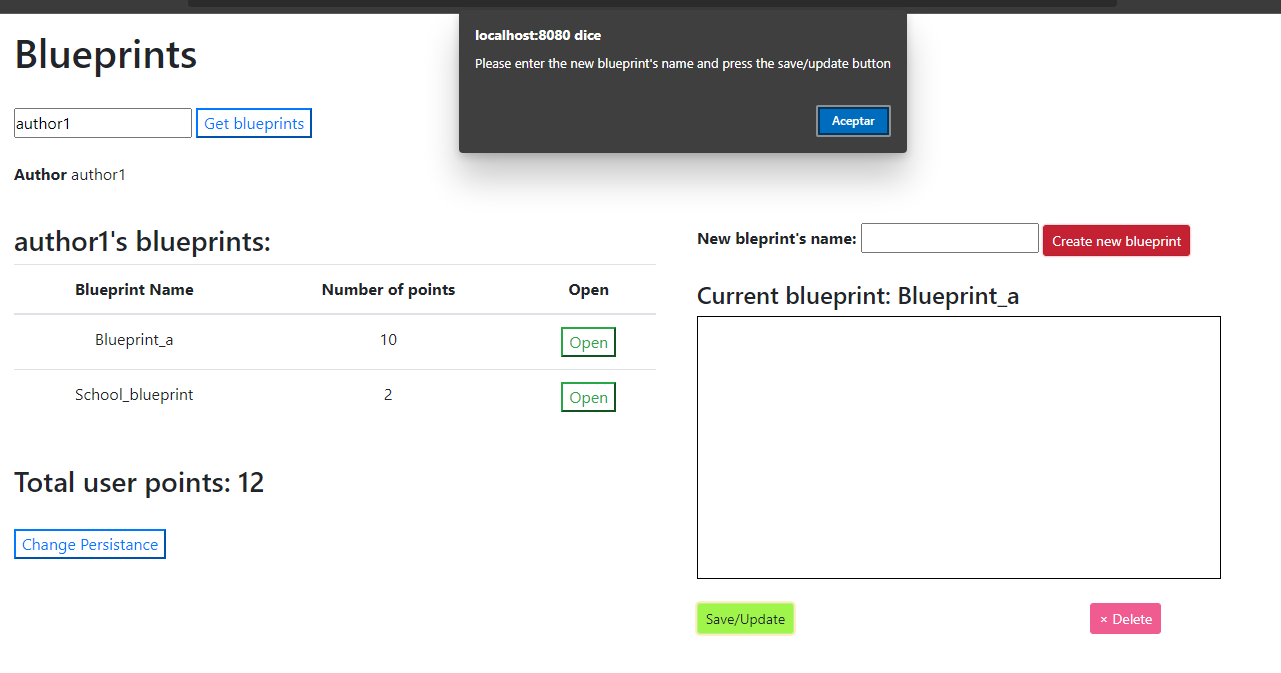 localhost:8080 dice
Please enter the new blueprint's name and press the save/update button
Aceptar
Blueprints
author1 Get blueprints
Author author1
author1's blueprints:
Blueprint Name Number of points Open
Blueprint_a 10 Open
School_blueprint 2 Open
Total user points: 12
Change Persistance
New bleprint's name: Create new blueprint
Current blueprint: Blueprint_a
Save/Update × Delete